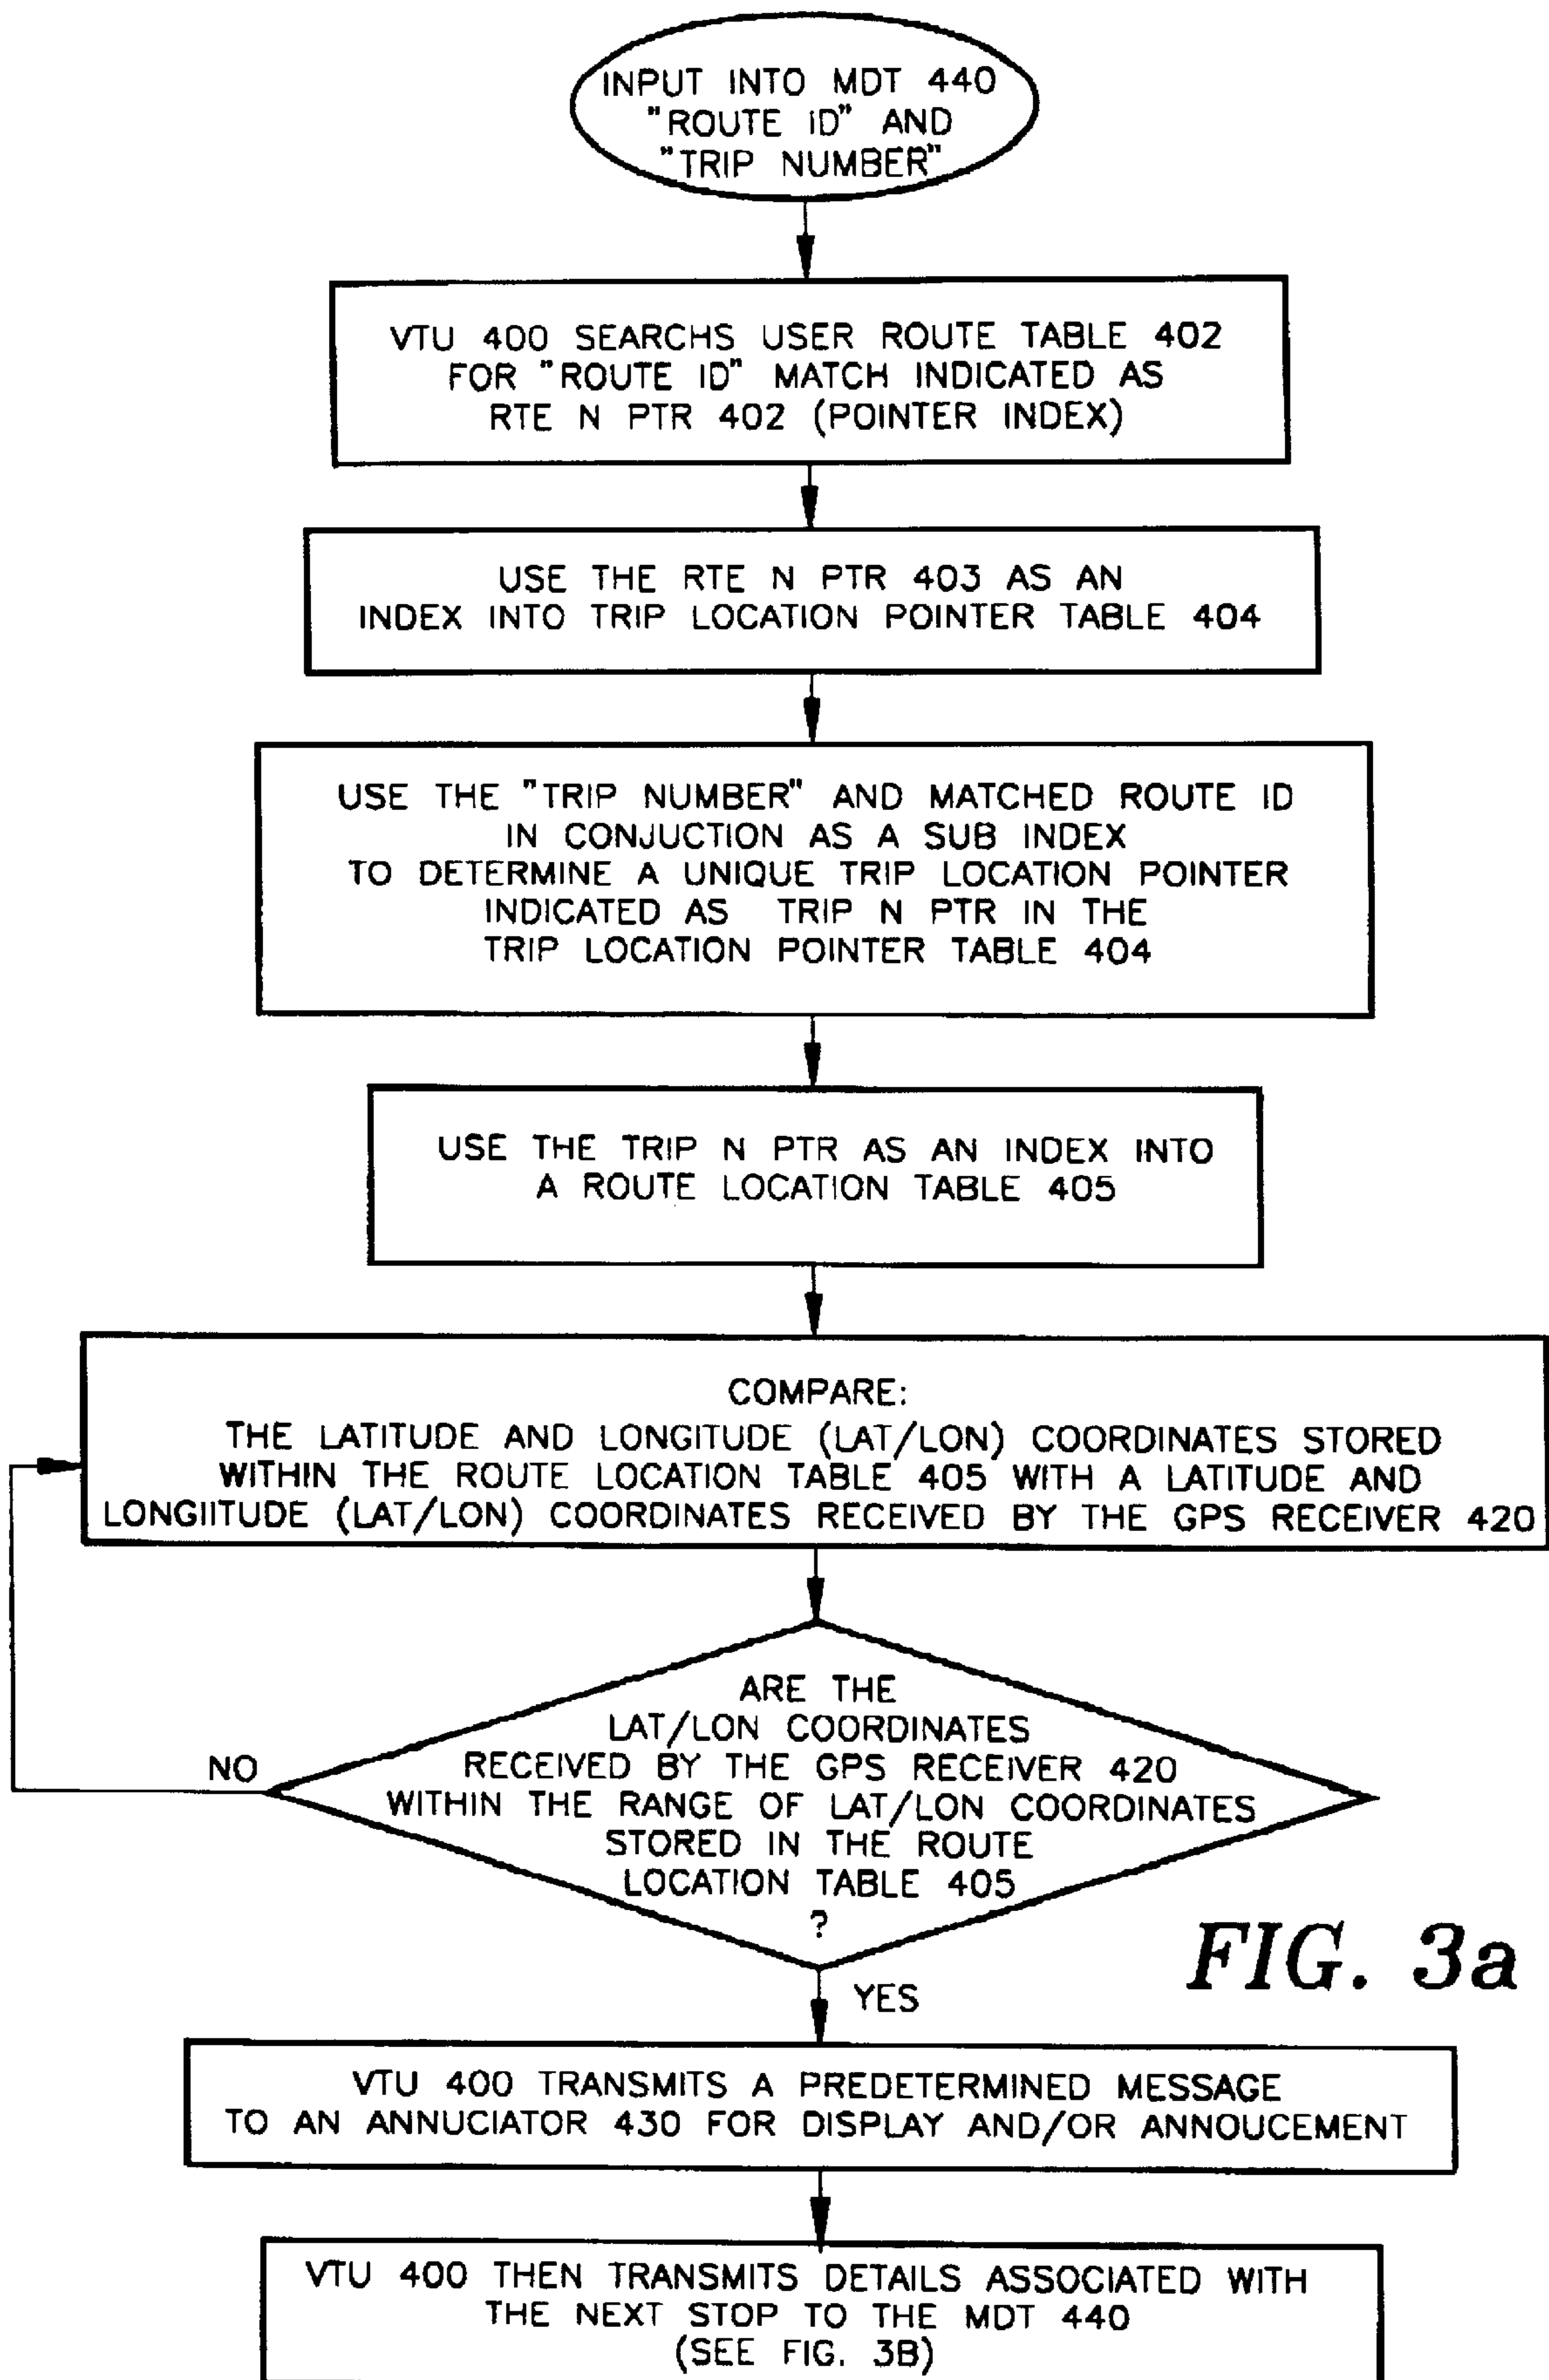 INPUT INTO MDT 440
"ROUTE ID" AND
"TRIP NUMBER"
VTU 400 SEARCHS USER ROUTE TABLE 402
FOR "ROUTE ID" MATCH INDICATED AS
RTE N PTR 402 (POINTER INDEX)
USE THE RTE N PTR 403 AS AN
INDEX INTO TRIP LOCATION POINTER TABLE 404
USE THE "TRIP NUMBER" AND MATCHED ROUTE ID
IN CONJUCTION AS A SUB INDEX
TO DETERMINE A UNIQUE TRIP LOCATION POINTER
INDICATED AS TRIP N PTR IN THE
TRIP LOCATION POINTER TABLE 404
USE THE TRIP N PTR AS AN INDEX INTO
A ROUTE LOCATION TABLE 405
COMPARE:
THE LATITUDE AND LONGITUDE (LAT/LON) COORDINATES STORED
WITHIN THE ROUTE LOCATION TABLE 405 WITH A LATITUDE AND
LONGIITUDE (LAT/LON) COORDINATES RECEIVED BY THE GPS RECEIVER 420
ARE THE
LAT/LON COORDINATES
RECEIVED BY THE GPS RECEIVER 420
WITHIN THE RANGE OF LAT/LON COORDINATES
STORED IN THE ROUTE
LOCATION TABLE 405
?
NO
YES
FIG. 3a
VTU 400 TRANSMITS A PREDETERMINED MESSAGE
TO AN ANNUCIATOR 430 FOR DISPLAY AND/OR ANNOUCEMENT
VTU 400 THEN TRANSMITS DETAILS ASSOCIATED WITH
THE NEXT STOP TO THE MDT 440
(SEE FIG. 3B)